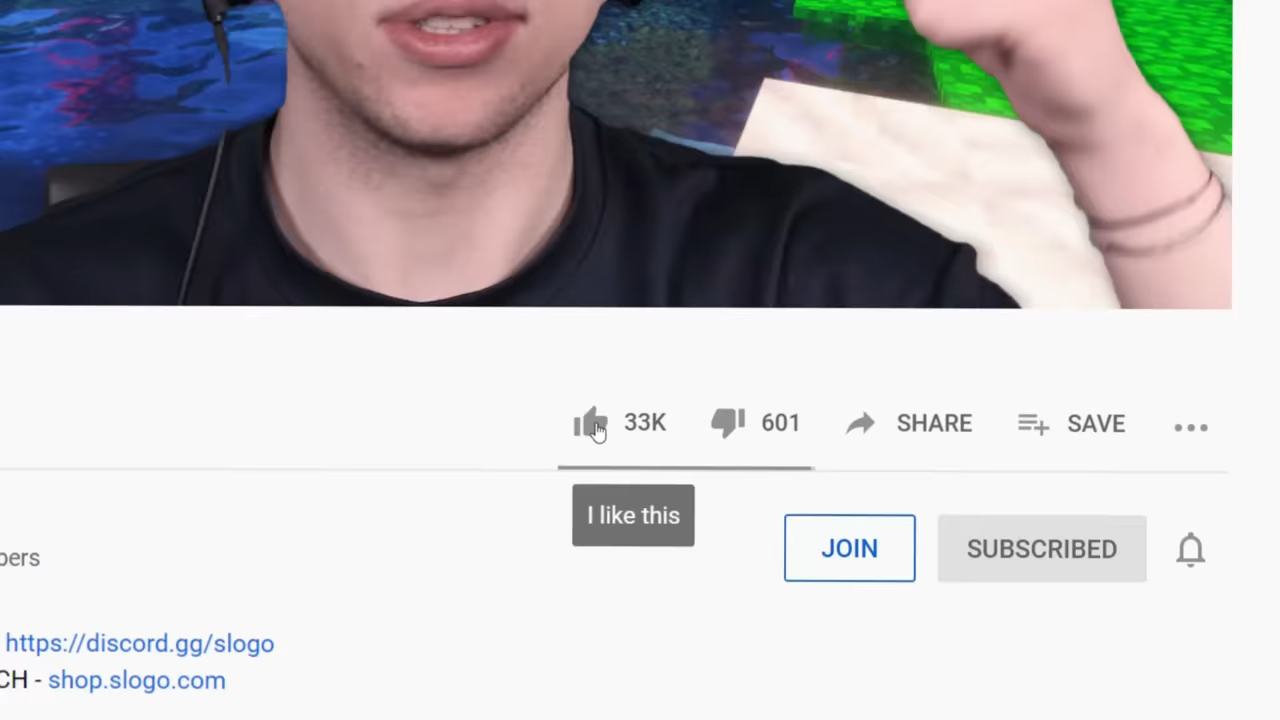 33K 601 SHARE SAVE
I like this
JOIN SUBSCRIBED
bers
https://discord.gg/slogo
CH - shop.slogo.com